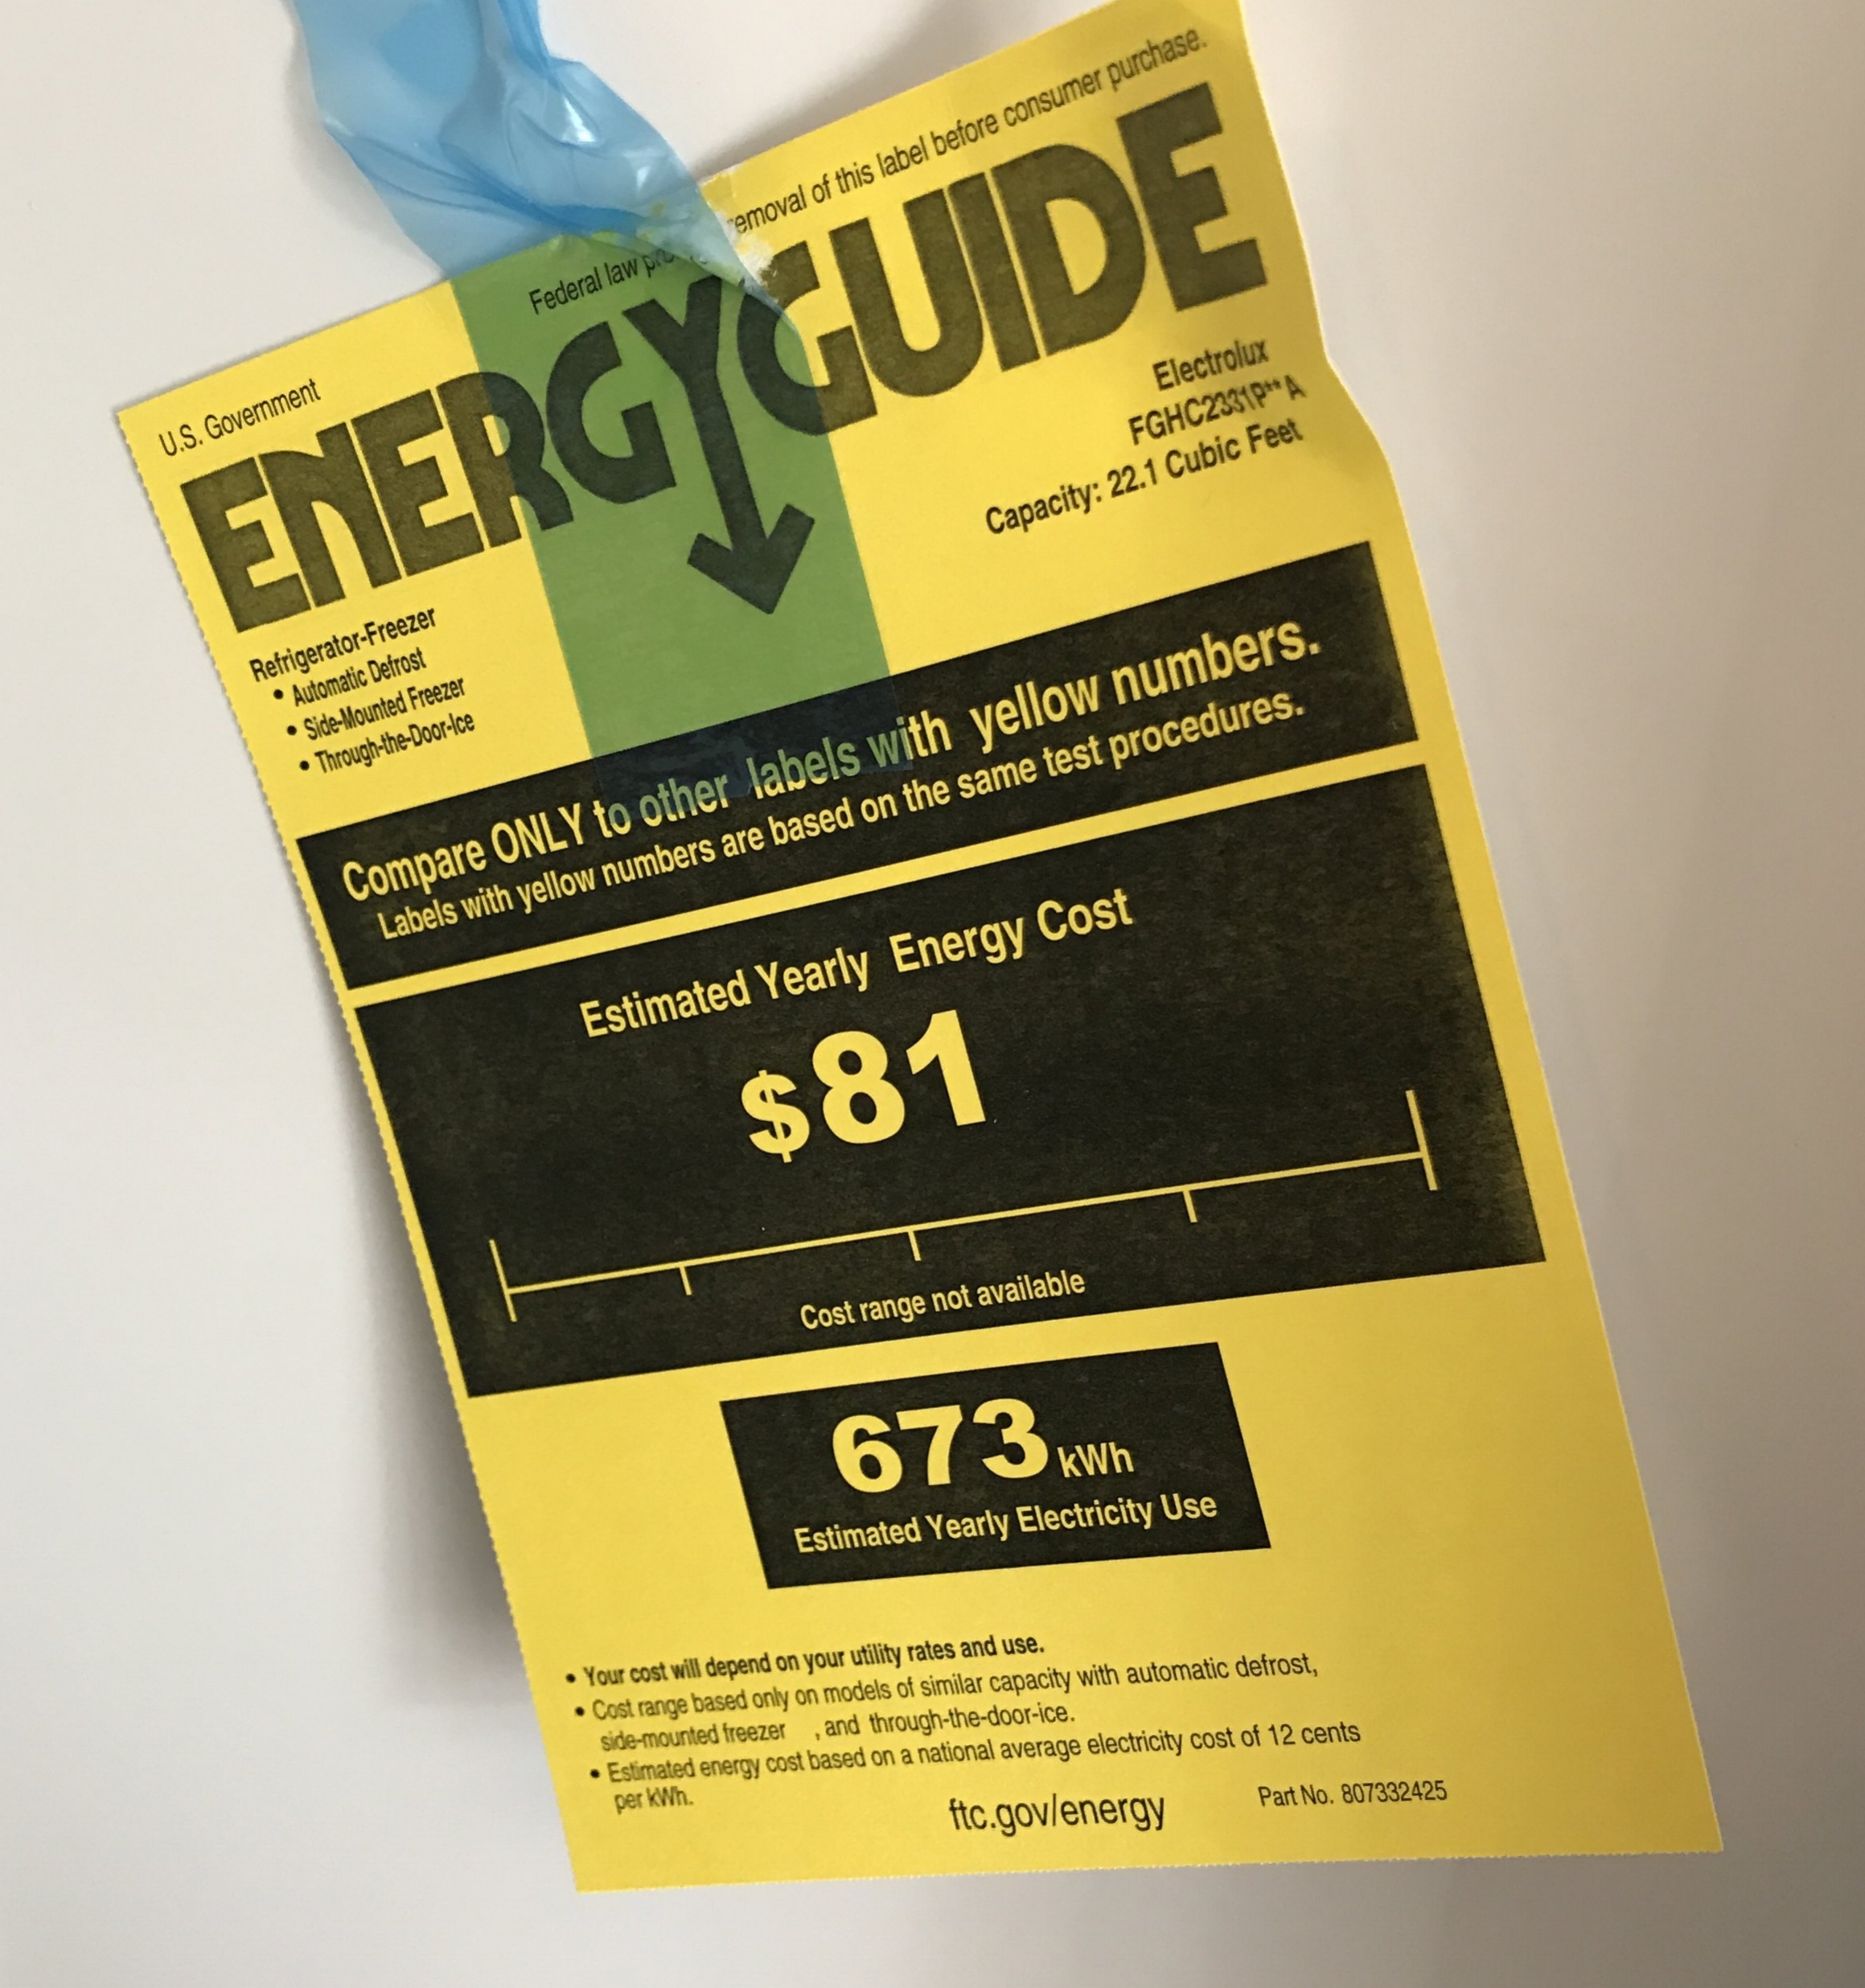 U.S. Government
Federal law removal of this label before consumer purchase.
ENERGYGUIDE
Refrigerator-Freezer
• Automatic Defrost
• Side-Mounted Freezer
• Through-the-Door-Ice
Electrolux
FGHC2331P**A
Capacity: 22.1 Cubic Feet
Compare ONLY to other labels with yellow numbers.
Labels with yellow numbers are based on the same test procedures.
Estimated Yearly Energy Cost
$81
Cost range not available
673 kWh
Estimated Yearly Electricity Use
• Your cost will depend on your utility rates and use.
• Cost range based only on models of similar capacity with automatic defrost,
side-mounted freezer , and through-the-door-ice.
• Estimated energy cost based on a national average electricity cost of 12 cents
per kWh.
ftc.gov/energy
Part No. 807332425